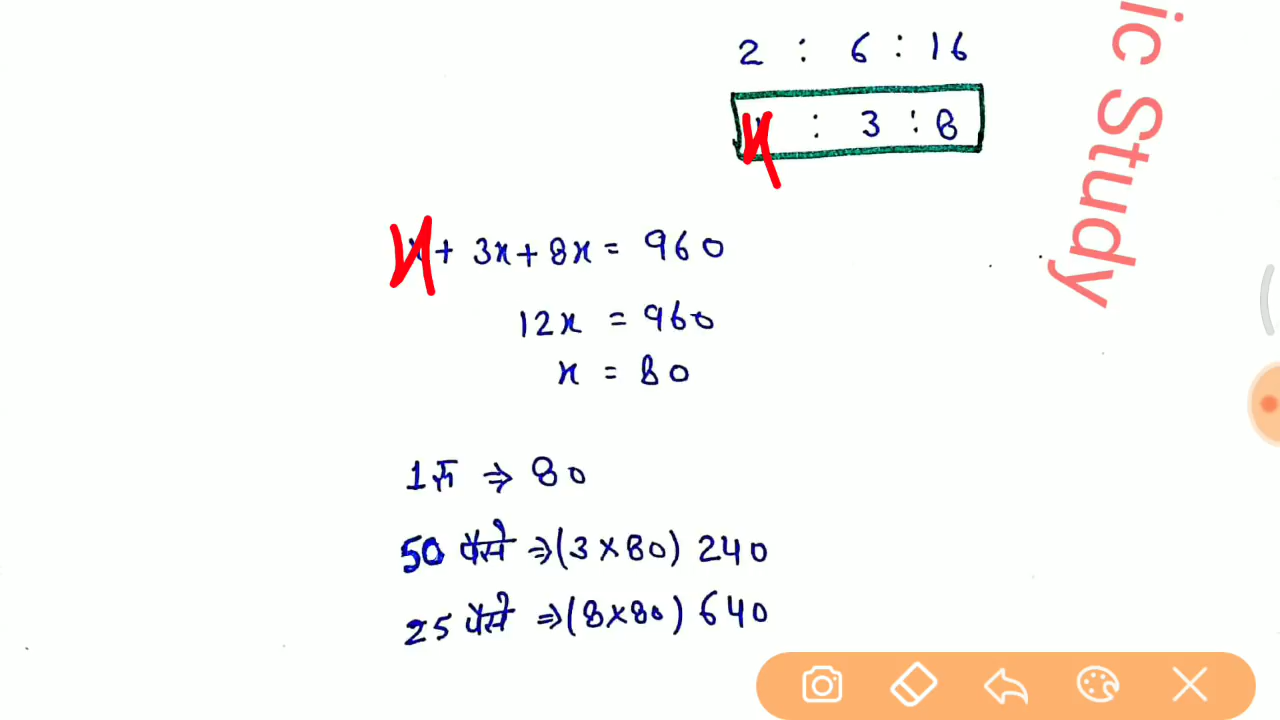 2 : 6 : 16
: 3 : 8
x + 3x + 8x = 960
12x = 960
x = 80
1रु ⇒ 80
50 पैसे ⇒ (3 × 80) 240
25 पैसे ⇒ (8 × 80) 640
ic Study